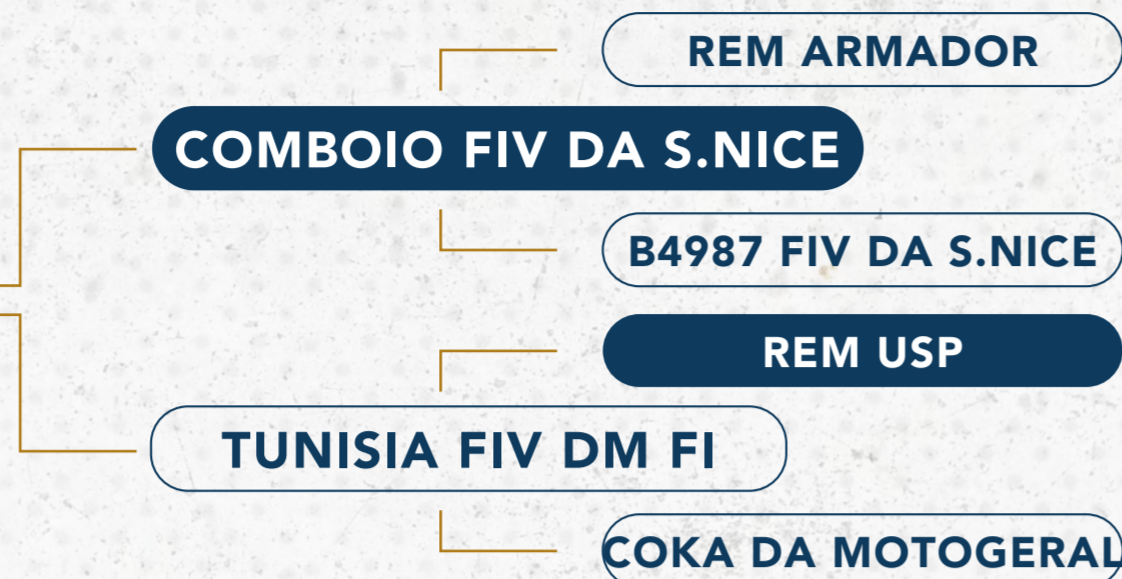 REM ARMADOR
COMBOIO FIV DA S.NICE
B4987 FIV DA S.NICE
REM USP
TUNISIA FIV DM FI
COKA DA MOTOGERAL